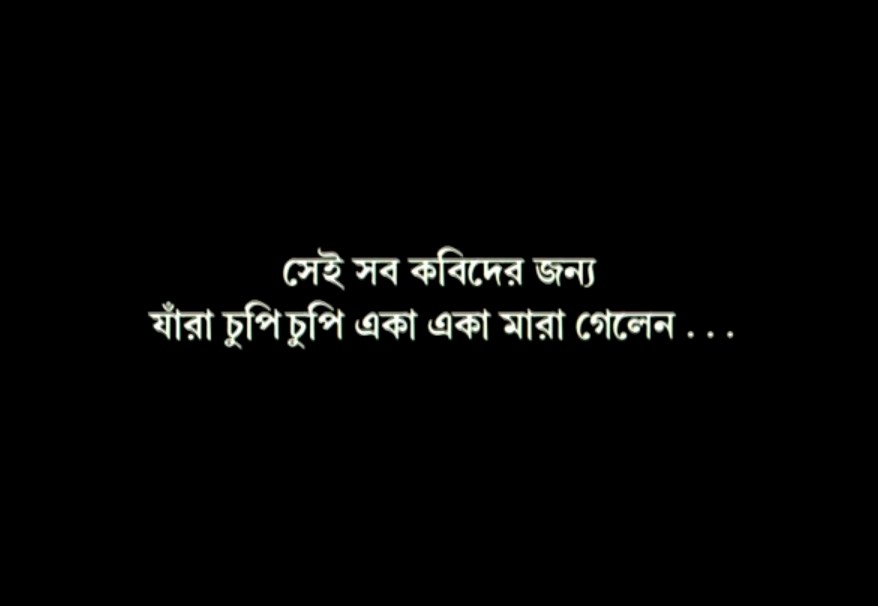 সেই সব কবিদের জন্য
যাঁরা চুপি চুপি একা একা মারা গেলেন . . .